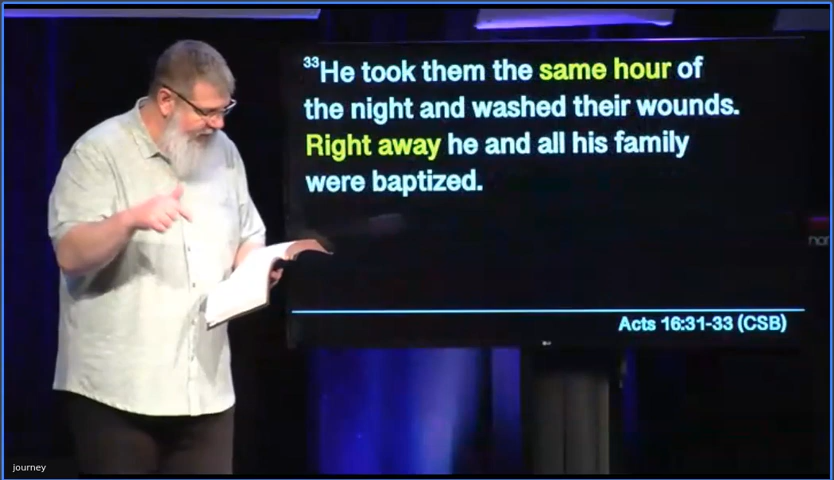 ³³He took them the same hour of
the night and washed their wounds.
Right away he and all his family
were baptized.
Acts 16:31-33 (CSB)
journey